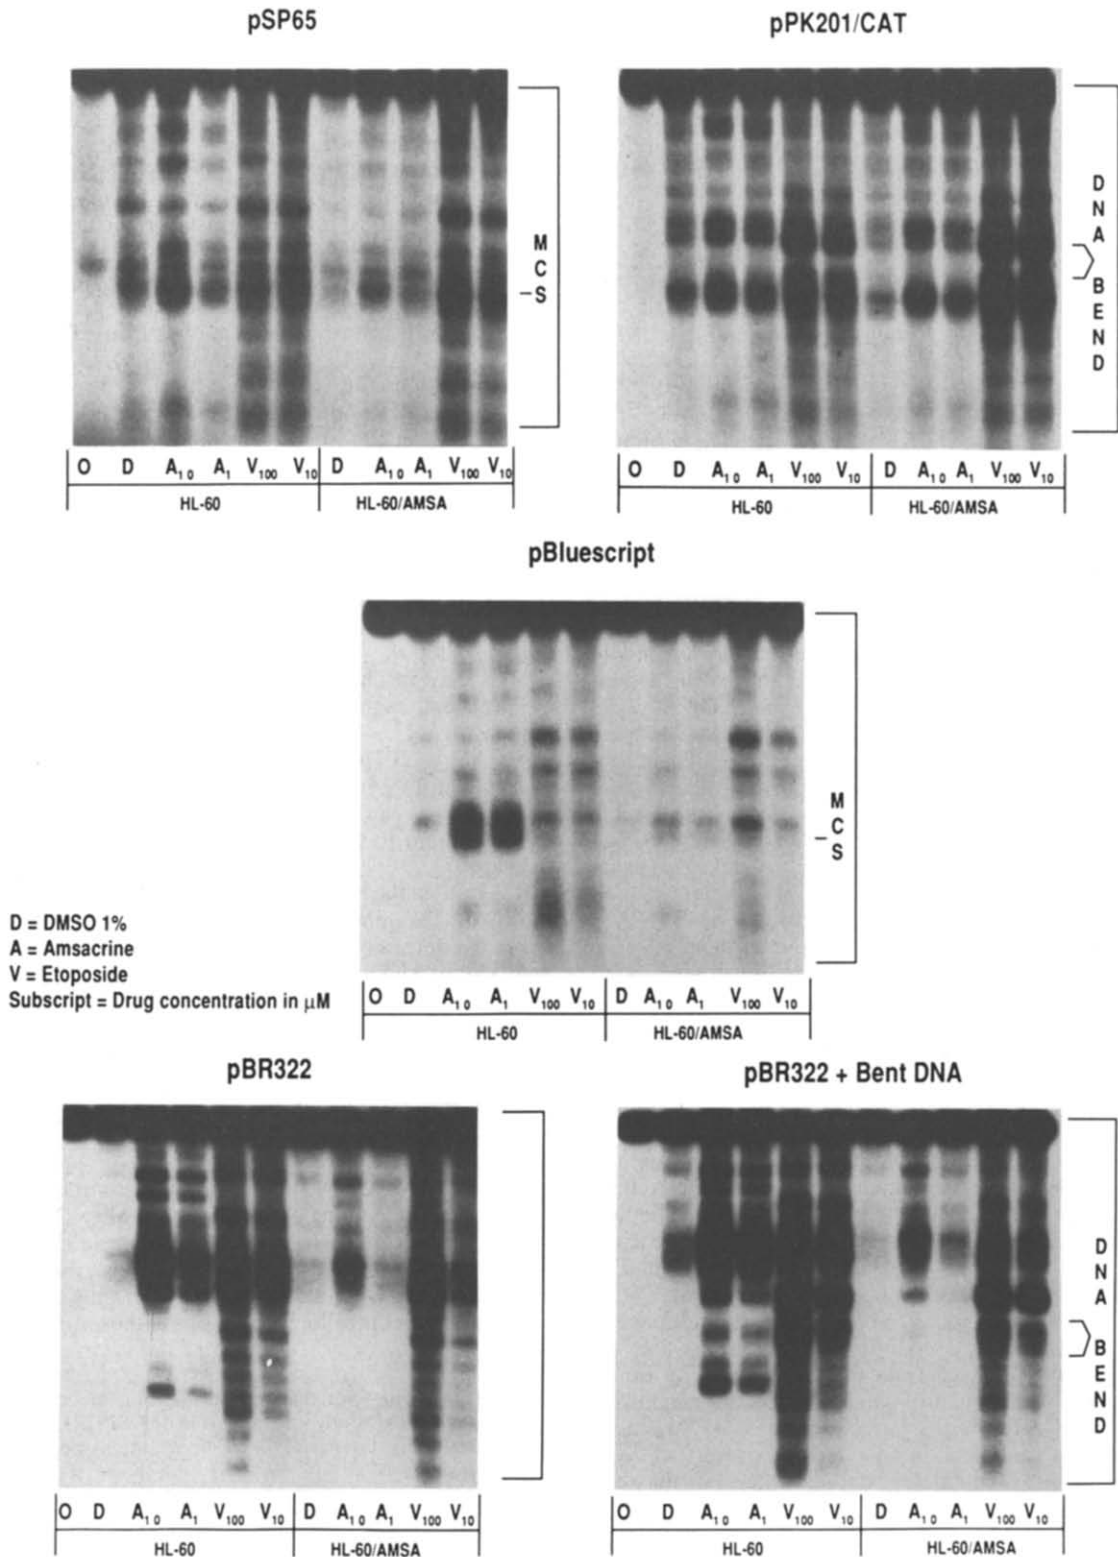 pSP65
pPK201/CAT
M
C
S
D
N
A
B
E
N
D
O D A₁₀ A₁ V₁₀₀ V₁₀ D A₁₀ A₁ V₁₀₀ V₁₀
HL-60 HL-60/AMSA
O D A₁₀ A₁ V₁₀₀ V₁₀ D A₁₀ A₁ V₁₀₀ V₁₀
HL-60 HL-60/AMSA
pBluescript
M
C
S
D = DMSO 1%
A = Amsacrine
V = Etoposide
Subscript = Drug concentration in μM
O D A₁₀ A₁ V₁₀₀ V₁₀ D A₁₀ A₁ V₁₀₀ V₁₀
HL-60 HL-60/AMSA
pBR322
pBR322 + Bent DNA
D
N
A
B
E
N
D
O D A₁₀ A₁ V₁₀₀ V₁₀ D A₁₀ A₁ V₁₀₀ V₁₀
HL-60 HL-60/AMSA
O D A₁₀ A₁ V₁₀₀ V₁₀ D A₁₀ A₁ V₁₀₀ V₁₀
HL-60 HL-60/AMSA